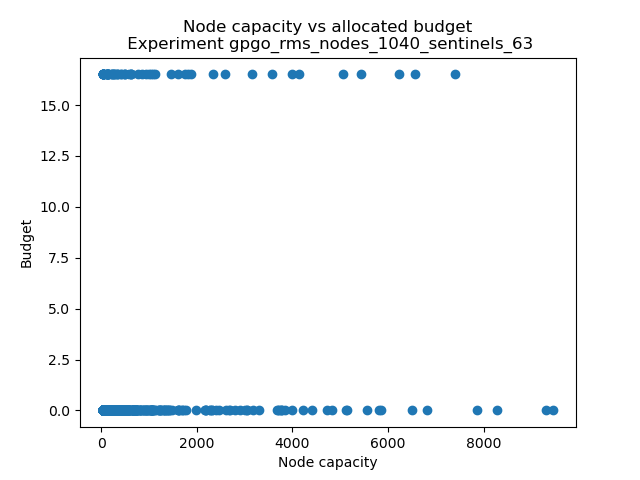 Node capacity vs allocated budget
Experiment gpgo_rms_nodes_1040_sentinels_63
Budget
15.0
12.5
10.0
7.5
5.0
2.5
0.0
0 2000 4000 6000 8000
Node capacity